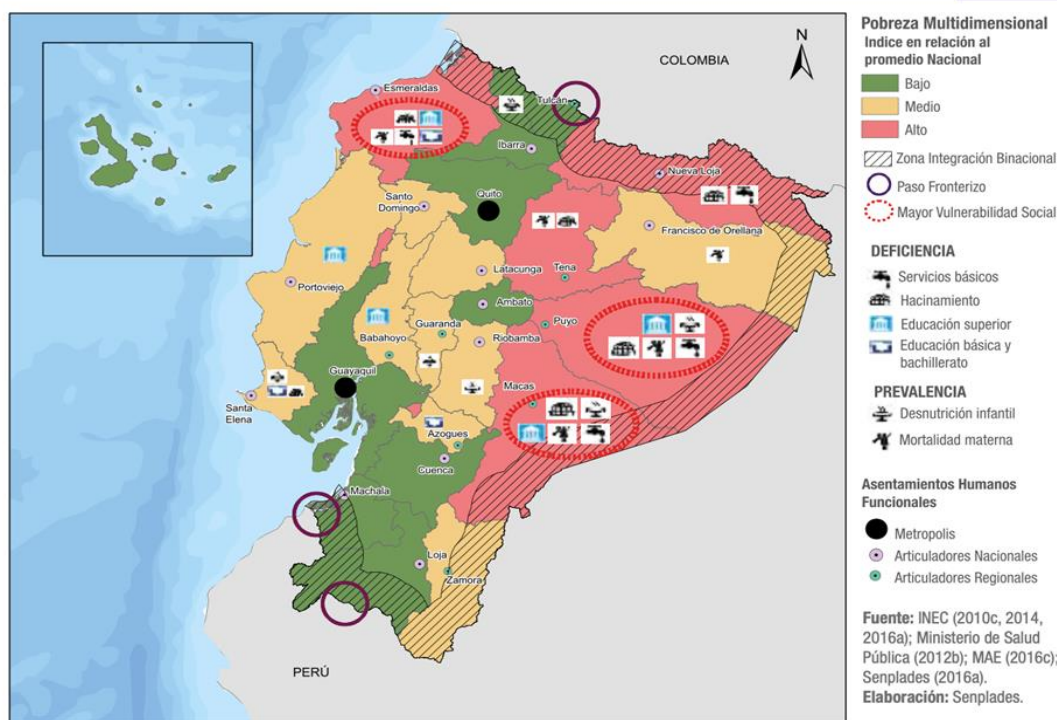 N
COLOMBIA
Esmeraldas
Tulcán
Ibarra
Nueva Loja
Quito
Santo
Domingo
Francisco de Orellana
Latacunga
Tena
Portoviejo
Ambato
Puyo
Guaranda
Babahoyo
Riobamba
Guayaquil
Macas
Santa
Elena
Azogues
Cuenca
Machala
Loja
Zamora
PERÚ
Pobreza Multidimensional
Indice en relación al
promedio Nacional
Bajo
Medio
Alto
Zona Integración Binacional
Paso Fronterizo
Mayor Vulnerabilidad Social
DEFICIENCIA
Servicios básicos
Hacinamiento
Educación superior
Educación básica y
bachillerato
PREVALENCIA
Desnutrición infantil
Mortalidad materna
Asentamientos Humanos
Funcionales
Metropolis
Articuladores Nacionales
Articuladores Regionales
Fuente: INEC (2010c, 2014,
2016a); Ministerio de Salud
Pública (2012b); MAE (2016c);
Senplades (2016a).
Elaboración: Senplades.